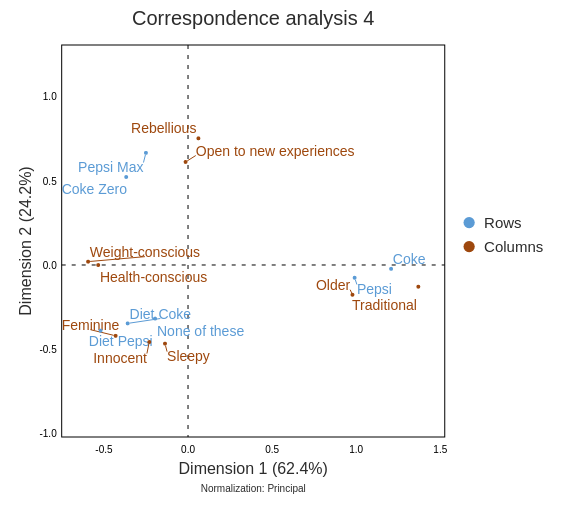 Correspondence analysis 4
1.0
Rebellious
Open to new experiences
Pepsi Max
0.5
Coke Zero
Rows
Weight-conscious
Columns
Coke
0.0
Health-conscious
Older
Pepsi
Traditional
Diet Coke
Feminine
None of these
Diet Pepsi
-0.5
Innocent
Sleepy
-1.0
-0.5 0.0 0.5 1.0 1.5
Dimension 2 (24.2%)
Dimension 1 (62.4%)
Normalization: Principal